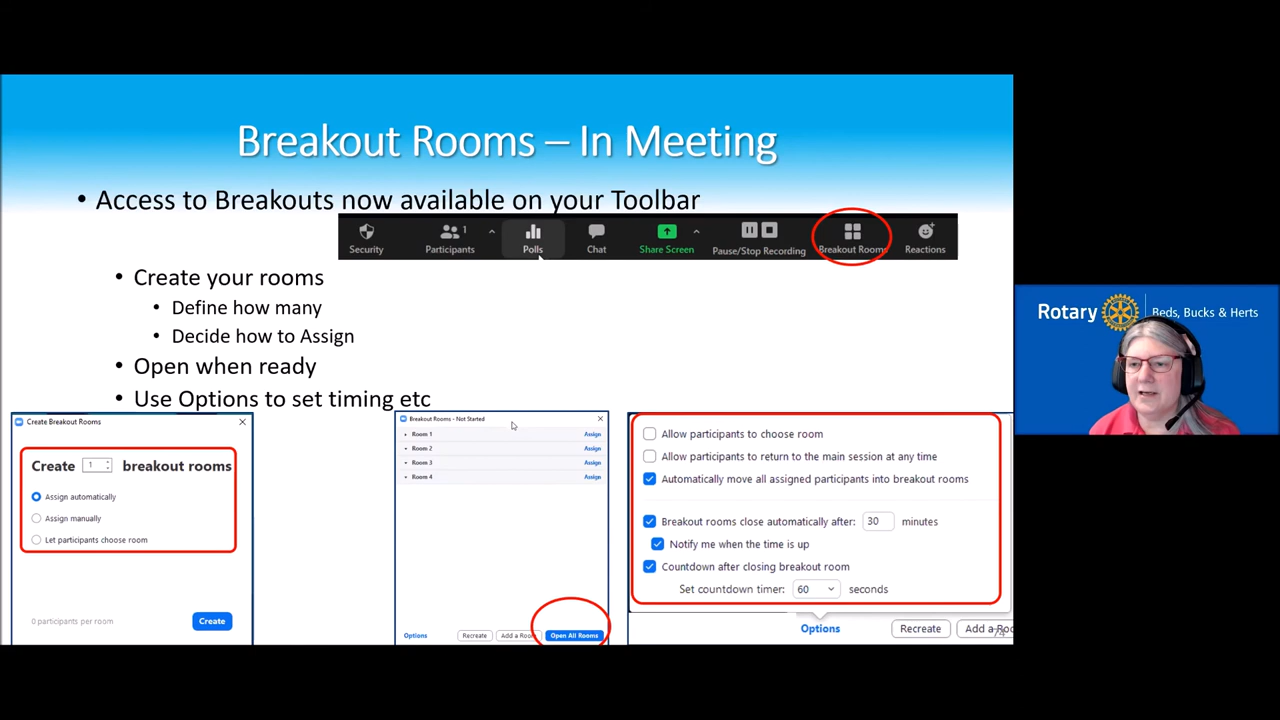 Breakout Rooms – In Meeting
• Access to Breakouts now available on your Toolbar
Security
Participants 1
Polls
Chat
Share Screen
Pause/Stop Recording
Breakout Rooms
Reactions
• Create your rooms
• Define how many
• Decide how to Assign
• Open when ready
• Use Options to set timing etc
Create Breakout Rooms
Create 1 breakout rooms
Assign automatically
Assign manually
Let participants choose room
0 participants per room
Create
Breakout Rooms - Not Started
Room 1 Assign
Room 2 Assign
Room 3 Assign
Room 4 Assign
Options Recreate Add a Room Open All Rooms
Allow participants to choose room
Allow participants to return to the main session at any time
Automatically move all assigned participants into breakout rooms
Breakout rooms close automatically after: 30 minutes
Notify me when the time is up
Countdown after closing breakout room
Set countdown timer: 60 seconds
Options Recreate Add a Roo
74
Rotary Beds, Bucks & Herts